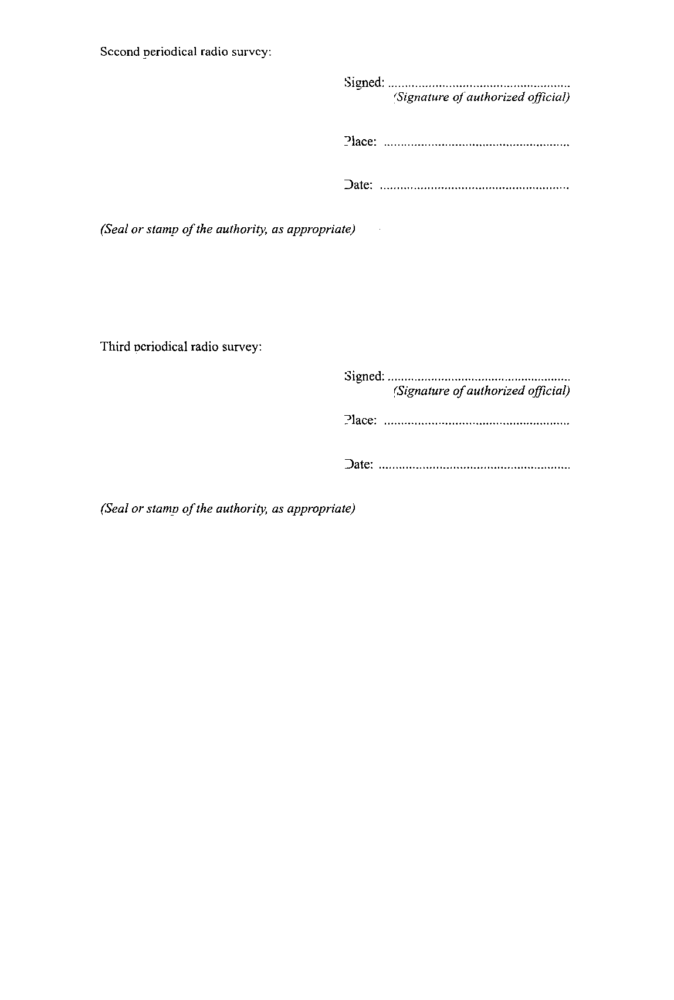 Second periodical radio survey:
Signed: ......................................................
(Signature of authorized official)
Place: .......................................................
Date: ........................................................
(Seal or stamp of the authority, as appropriate)
Third periodical radio survey:
Signed: ......................................................
(Signature of authorized official)
Place: .......................................................
Date: .........................................................
(Seal or stamp of the authority, as appropriate)